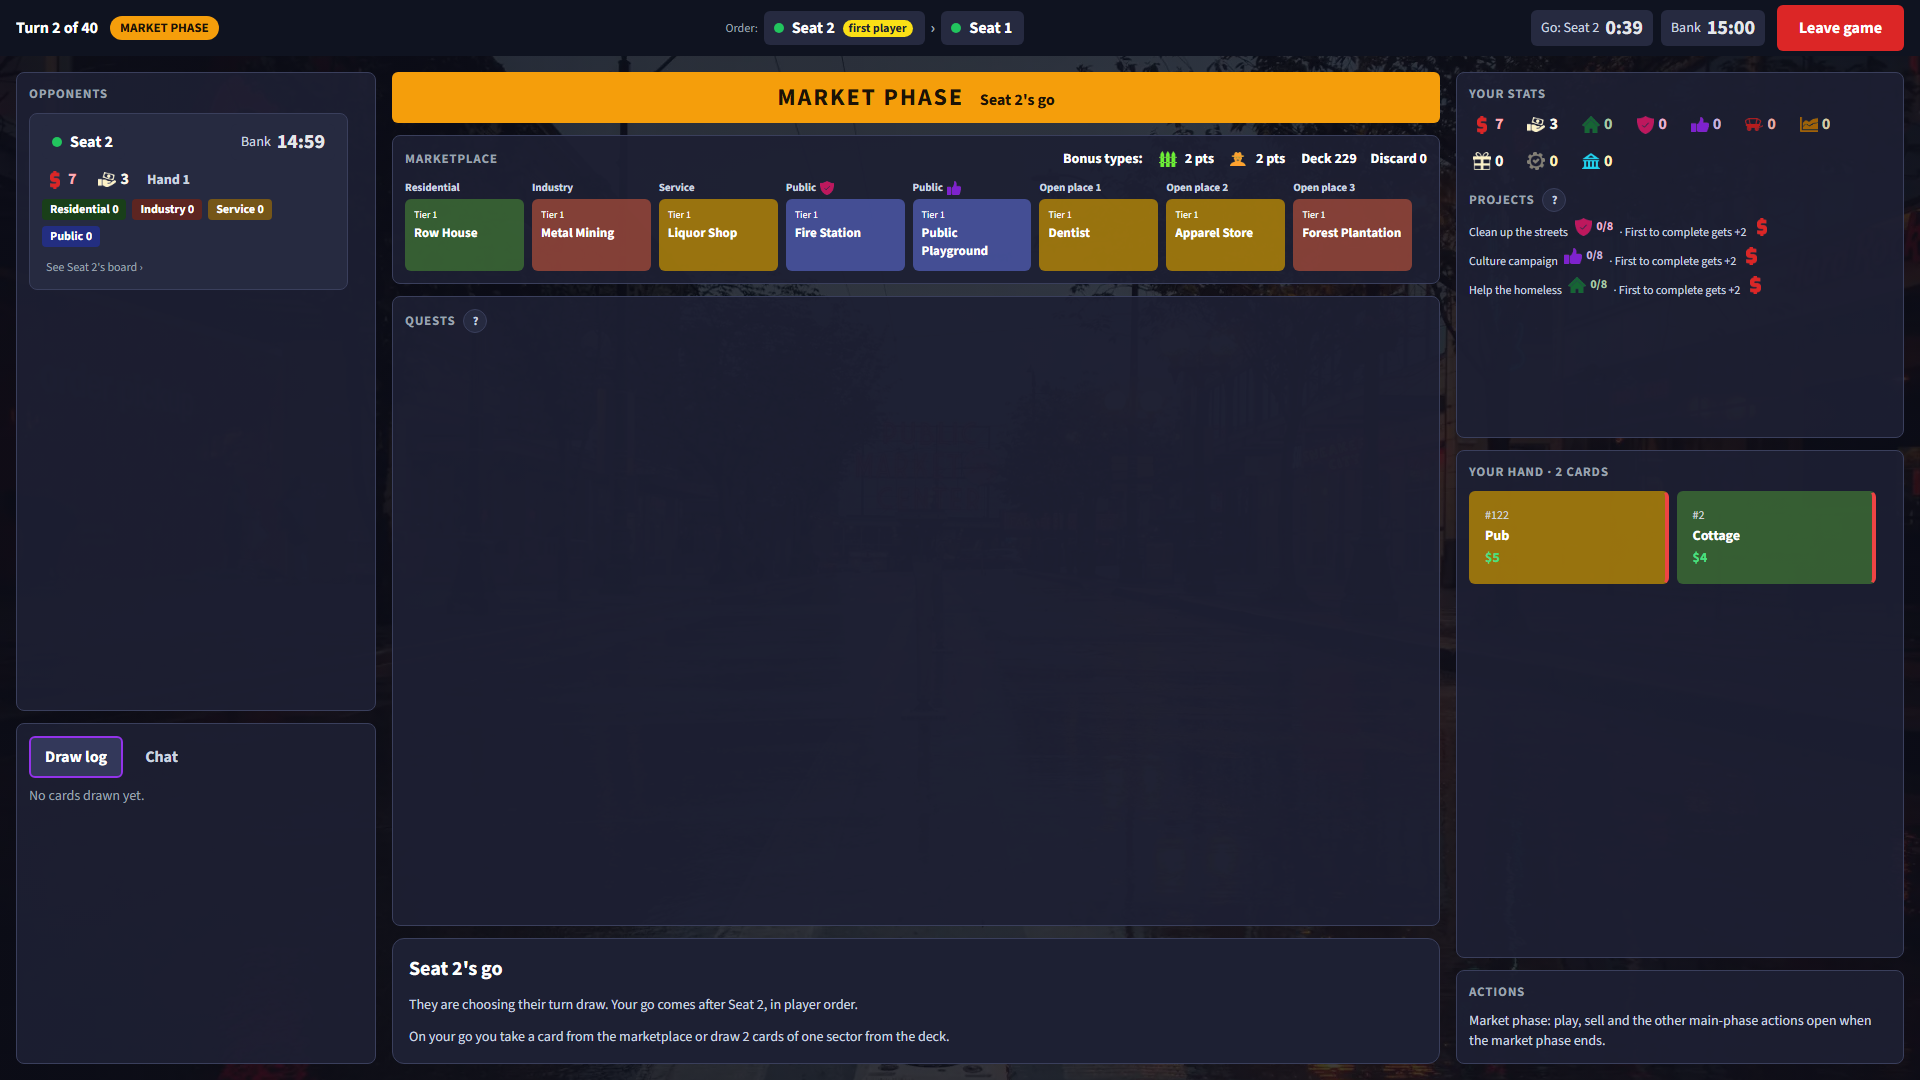 Turn 2 of 40 MARKET PHASE
Order: Seat 2 first player › Seat 1
Go: Seat 2 0:39 Bank 15:00 Leave game
OPPONENTS
Seat 2 Bank 14:59
$ 7 3 Hand 1
Residential 0 Industry 0 Service 0
Public 0
See Seat 2's board ›
Draw log Chat
No cards drawn yet.
MARKET PHASE Seat 2's go
MARKETPLACE Bonus types: 2 pts 2 pts Deck 229 Discard 0
Residential Industry Service Public Public Open place 1 Open place 2 Open place 3
Tier 1 Tier 1 Tier 1 Tier 1 Tier 1 Tier 1 Tier 1 Tier 1
Row House Metal Mining Liquor Shop Fire Station Public Dentist Apparel Store Forest Plantation
Playground
QUESTS ?
Seat 2's go
They are choosing their turn draw. Your go comes after Seat 2, in player order.
On your go you take a card from the marketplace or draw 2 cards of one sector from the deck.
YOUR STATS
$ 7 3 0 0 0 0 0
0 0 0
PROJECTS ?
Clean up the streets 0/8 · First to complete gets +2 $
Culture campaign 0/8 · First to complete gets +2 $
Help the homeless 0/8 · First to complete gets +2 $
YOUR HAND · 2 CARDS
#122 #2
Pub Cottage
$5 $4
ACTIONS
Market phase: play, sell and the other main-phase actions open when
the market phase ends.